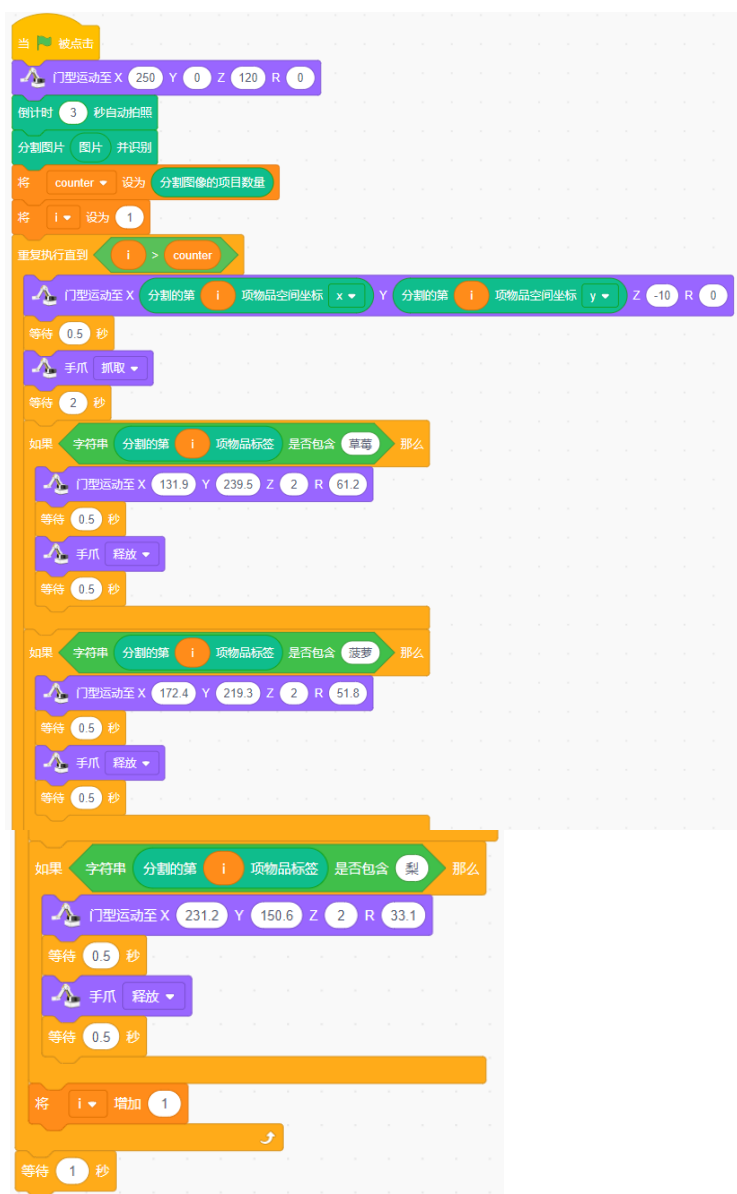 当 被点击
门型运动至 X 250 Y 0 Z 120 R 0
倒计时 3 秒自动拍照
分割图片 图片 并识别
将 counter 设为 分割图像的项目数量
将 i 设为 1
重复执行直到 i > counter
门型运动至 X 分割的第 i 项物品空间坐标 x Y 分割的第 i 项物品空间坐标 y Z -10 R 0
等待 0.5 秒
手爪 抓取
等待 2 秒
如果 字符串 分割的第 i 项物品标签 是否包含 草莓 那么
门型运动至 X 131.9 Y 239.5 Z 2 R 61.2
等待 0.5 秒
手爪 释放
等待 0.5 秒
如果 字符串 分割的第 i 项物品标签 是否包含 菠萝 那么
门型运动至 X 172.4 Y 219.3 Z 2 R 51.8
等待 0.5 秒
手爪 释放
等待 0.5 秒
如果 字符串 分割的第 i 项物品标签 是否包含 梨 那么
门型运动至 X 231.2 Y 150.6 Z 2 R 33.1
等待 0.5 秒
手爪 释放
等待 0.5 秒
将 i 增加 1
等待 1 秒